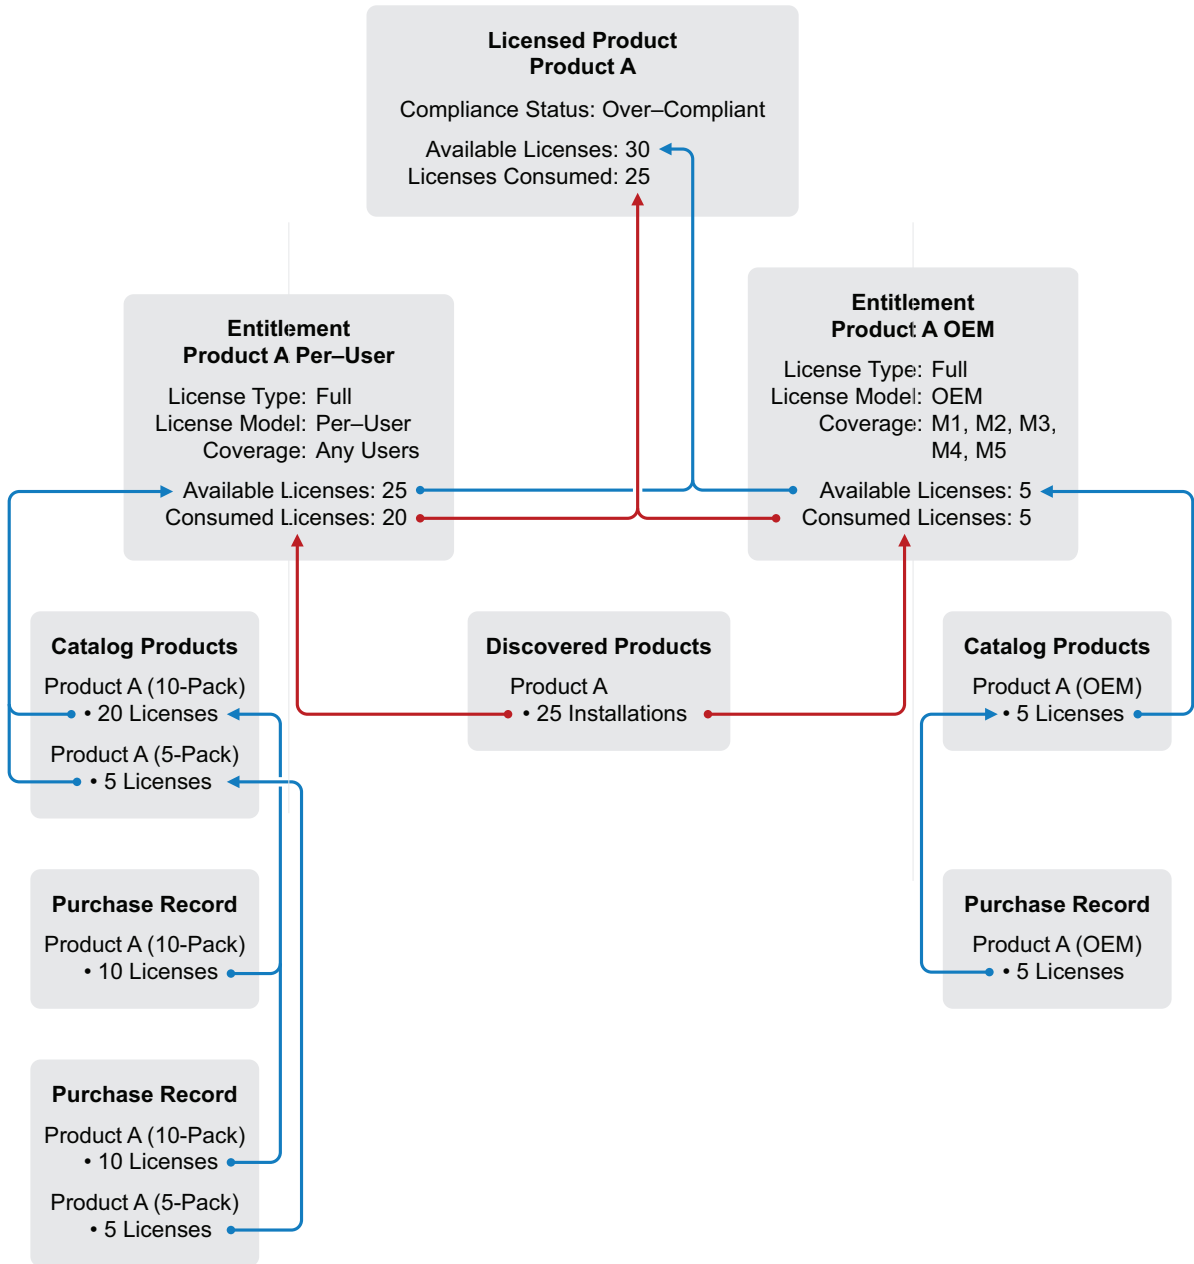 Licensed Product
Product A
Compliance Status: Over–Compliant
Available Licenses: 30
Licenses Consumed: 25
Entitlement
Product A Per–User
License Type: Full
License Model: Per–User
Coverage: Any Users
Available Licenses: 25
Consumed Licenses: 20
Entitlement
Product A OEM
License Type: Full
License Model: OEM
Coverage: M1, M2, M3,
M4, M5
Available Licenses: 5
Consumed Licenses: 5
Catalog Products
Product A (10-Pack)
• 20 Licenses
Product A (5-Pack)
• 5 Licenses
Discovered Products
Product A
• 25 Installations
Catalog Products
Product A (OEM)
• 5 Licenses
Purchase Record
Product A (10-Pack)
• 10 Licenses
Purchase Record
Product A (OEM)
• 5 Licenses
Purchase Record
Product A (10-Pack)
• 10 Licenses
Product A (5-Pack)
• 5 Licenses